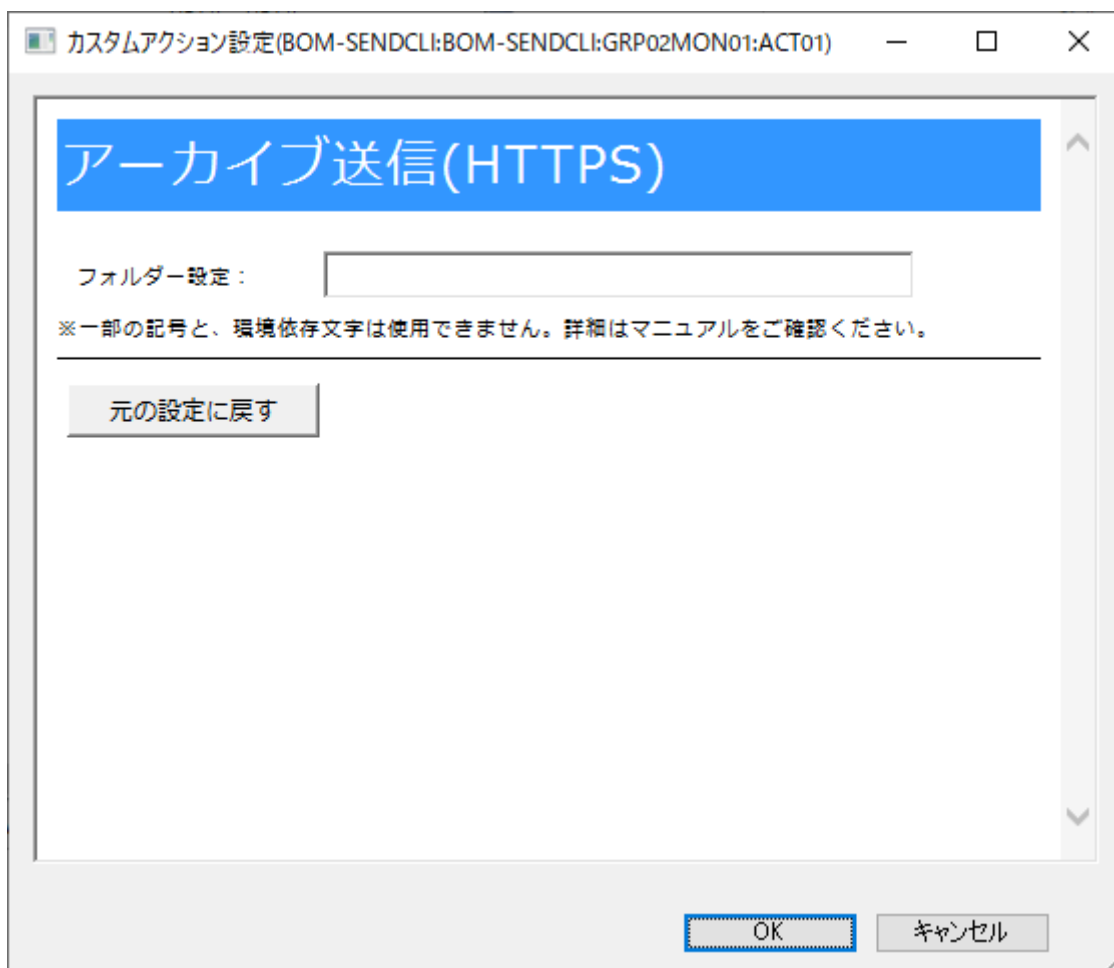 カスタムアクション設定(BOM-SENDCLI:BOM-SENDCLI:GRP02MON01:ACT01)
アーカイブ送信(HTTPS)
フォルダー設定：
※一部の記号と、環境依存文字は使用できません。詳細はマニュアルをご確認ください。
元の設定に戻す
OK
キャンセル